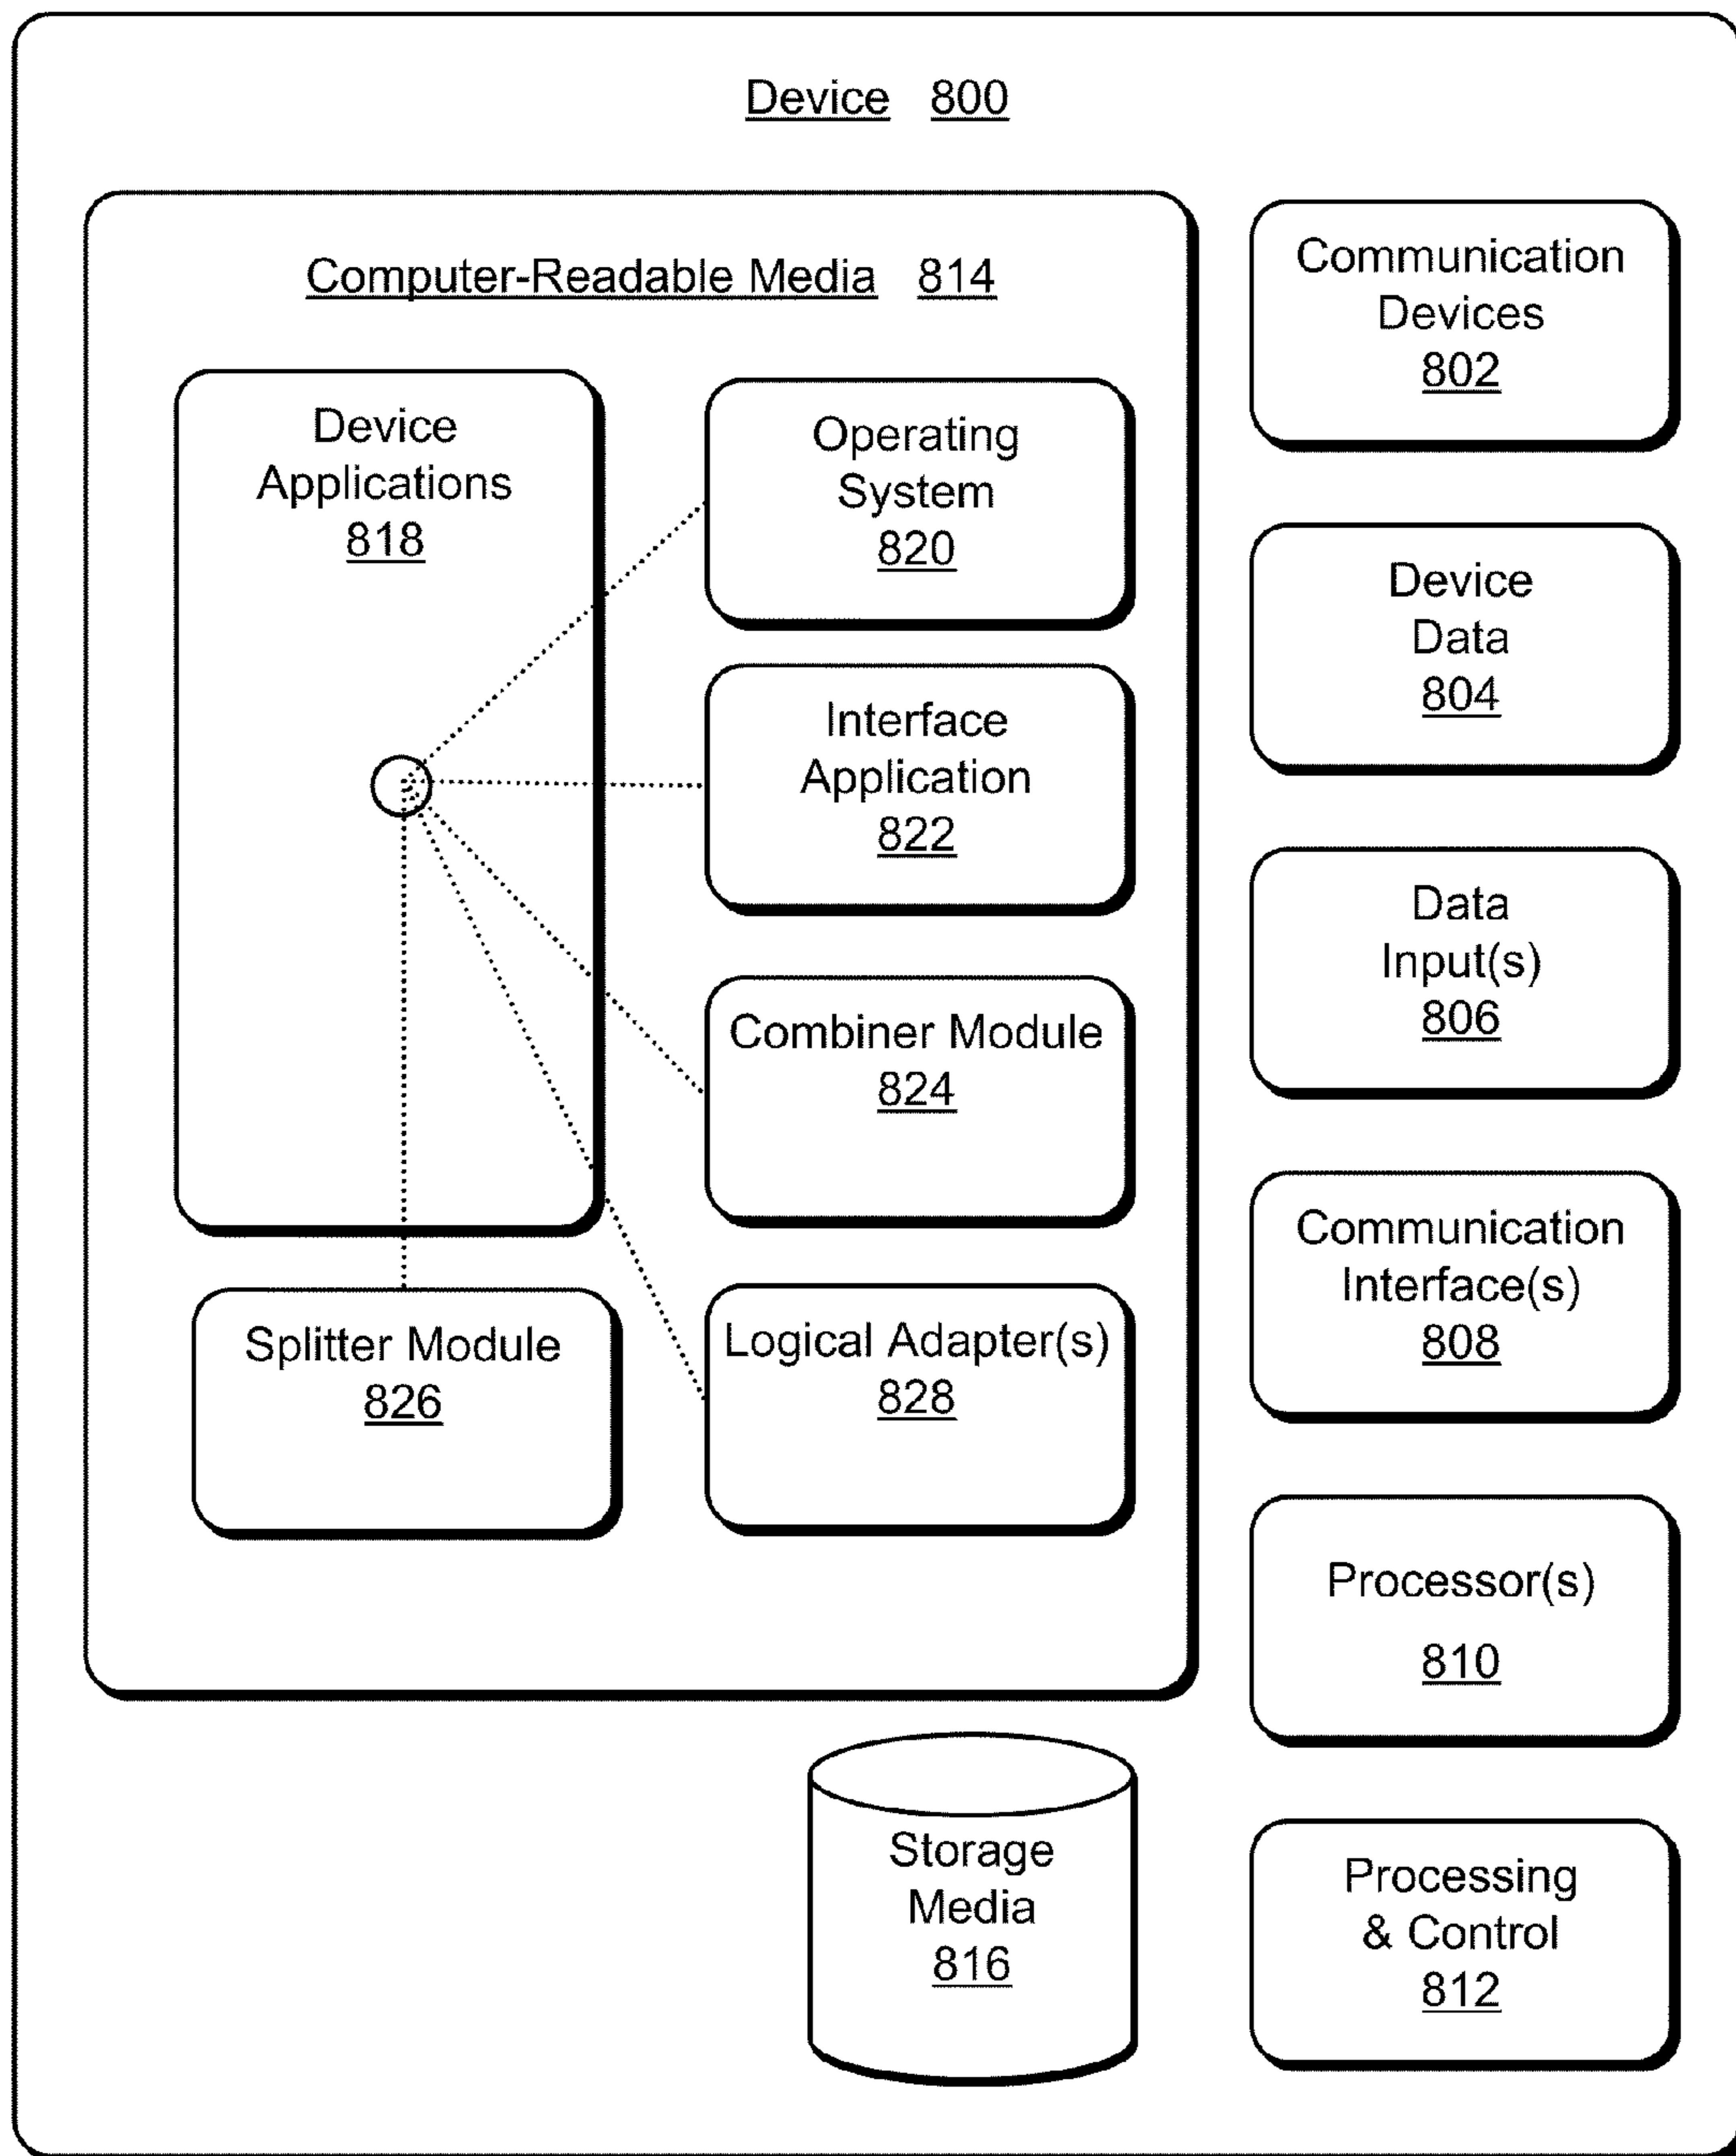 Device 800
Computer-Readable Media 814
Device
Applications
818
Operating
System
820
Interface
Application
822
Combiner Module
824
Splitter Module
826
Logical Adapter(s)
828
Communication
Devices
802
Device
Data
804
Data
Input(s)
806
Communication
Interface(s)
808
Processor(s)
810
Processing
& Control
812
Storage
Media
816